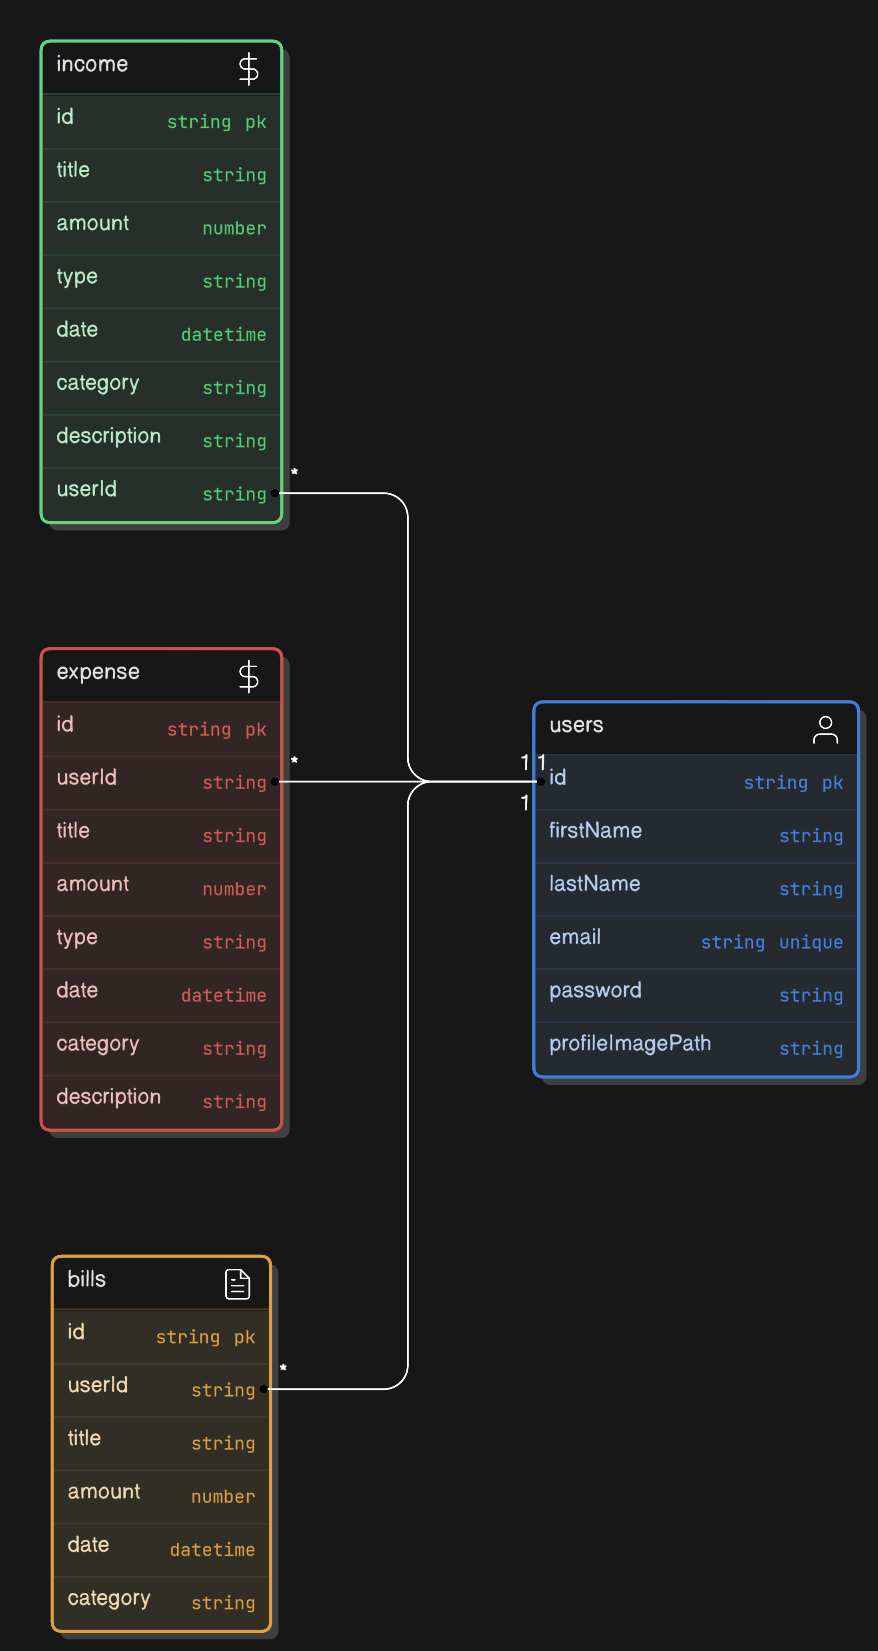 income $
id string pk
title string
amount number
type string
date datetime
category string
description string
userId string
*
expense $
id string pk
userId string
*
title string
amount number
type string
date datetime
category string
description string
users
1 1
id string pk
1
firstName string
lastName string
email string unique
password string
profileImagePath string
bills
id string pk
userId string
*
title string
amount number
date datetime
category string